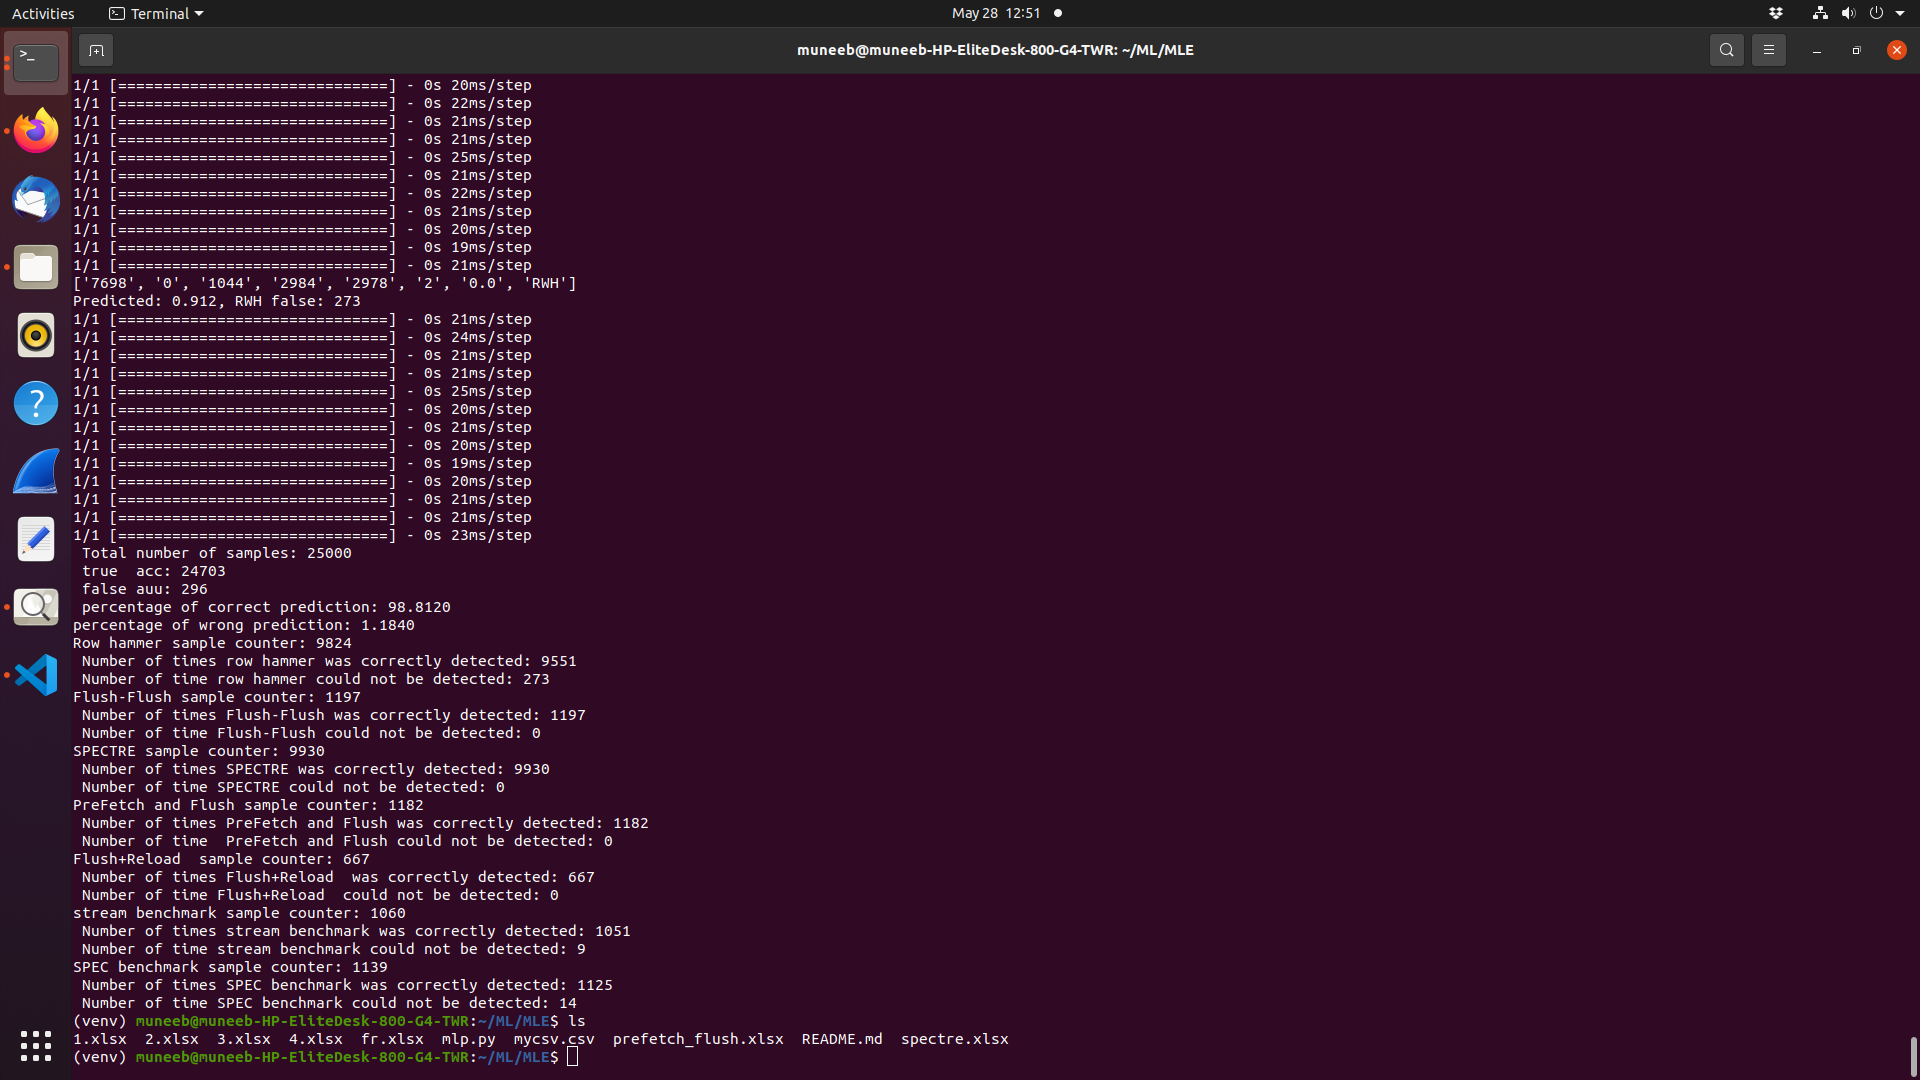 Activities
Terminal
May 28 12:51
muneeb@muneeb-HP-EliteDesk-800-G4-TWR: ~/ML/MLE
1/1 [==============================] - 0s 20ms/step
1/1 [==============================] - 0s 22ms/step
1/1 [==============================] - 0s 21ms/step
1/1 [==============================] - 0s 21ms/step
1/1 [==============================] - 0s 25ms/step
1/1 [==============================] - 0s 21ms/step
1/1 [==============================] - 0s 22ms/step
1/1 [==============================] - 0s 21ms/step
1/1 [==============================] - 0s 20ms/step
1/1 [==============================] - 0s 19ms/step
1/1 [==============================] - 0s 21ms/step
['7698', '0', '1044', '2984', '2978', '2', '0.0', 'RWH']
Predicted: 0.912, RWH false: 273
1/1 [==============================] - 0s 21ms/step
1/1 [==============================] - 0s 24ms/step
1/1 [==============================] - 0s 21ms/step
1/1 [==============================] - 0s 21ms/step
1/1 [==============================] - 0s 25ms/step
1/1 [==============================] - 0s 20ms/step
1/1 [==============================] - 0s 21ms/step
1/1 [==============================] - 0s 20ms/step
1/1 [==============================] - 0s 19ms/step
1/1 [==============================] - 0s 20ms/step
1/1 [==============================] - 0s 21ms/step
1/1 [==============================] - 0s 21ms/step
1/1 [==============================] - 0s 23ms/step
Total number of samples: 25000
true  acc: 24703
false auu: 296
percentage of correct prediction: 98.8120
percentage of wrong prediction: 1.1840
Row hammer sample counter: 9824
Number of times row hammer was correctly detected: 9551
Number of time row hammer could not be detected: 273
Flush-Flush sample counter: 1197
Number of times Flush-Flush was correctly detected: 1197
Number of time Flush-Flush could not be detected: 0
SPECTRE sample counter: 9930
Number of times SPECTRE was correctly detected: 9930
Number of time SPECTRE could not be detected: 0
PreFetch and Flush sample counter: 1182
Number of times PreFetch and Flush was correctly detected: 1182
Number of time  PreFetch and Flush could not be detected: 0
Flush+Reload  sample counter: 667
Number of times Flush+Reload  was correctly detected: 667
Number of time Flush+Reload  could not be detected: 0
stream benchmark sample counter: 1060
Number of times stream benchmark was correctly detected: 1051
Number of time stream benchmark could not be detected: 9
SPEC benchmark sample counter: 1139
Number of times SPEC benchmark was correctly detected: 1125
Number of time SPEC benchmark could not be detected: 14
(venv) muneeb@muneeb-HP-EliteDesk-800-G4-TWR:~/ML/MLE$ ls
1.xlsx  2.xlsx  3.xlsx  4.xlsx  fr.xlsx  mlp.py  mycsv.csv  prefetch_flush.xlsx  README.md  spectre.xlsx
(venv) muneeb@muneeb-HP-EliteDesk-800-G4-TWR:~/ML/MLE$